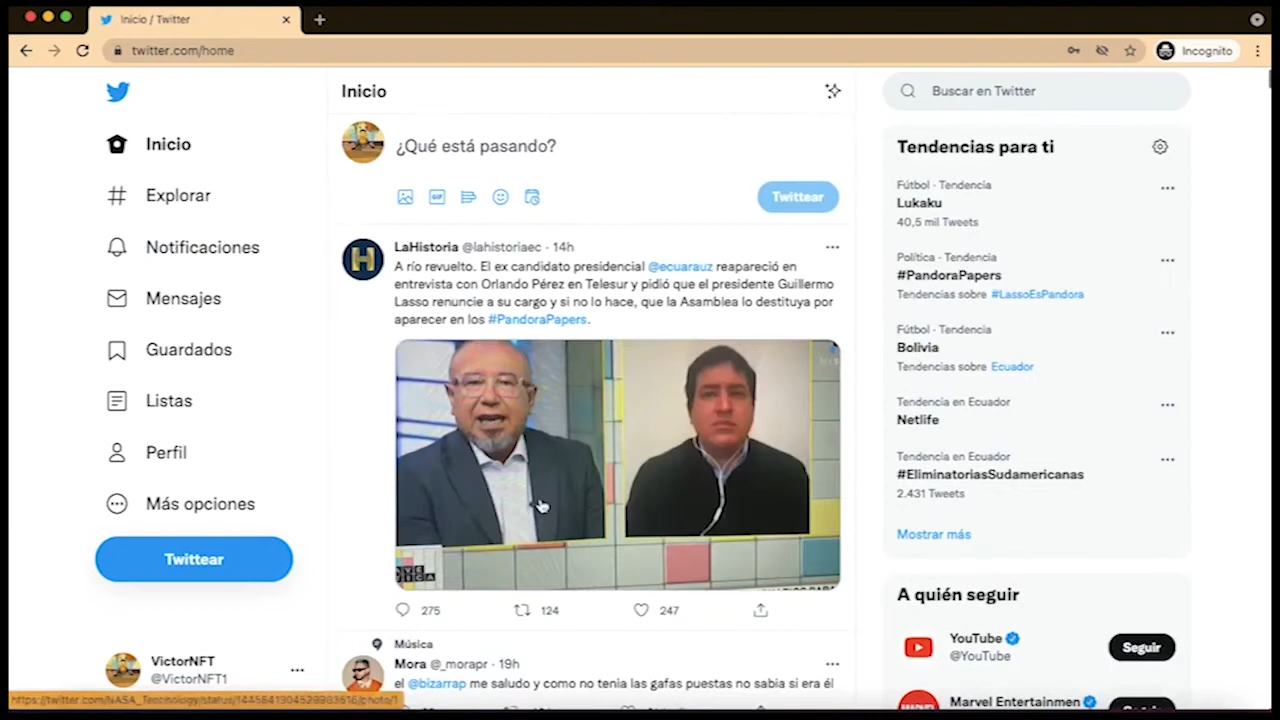 Inicio / Twitter
twitter.com/home
Incognito
Inicio
Explorar
Notificaciones
Mensajes
Guardados
Listas
Perfil
Más opciones
Twittear
VictorNFT
@VictorNFT1
Inicio
¿Qué está pasando?
GIF
Twittear
LaHistoria @lahistoriaec · 14h
A río revuelto. El ex candidato presidencial @ecuarauz reapareció en
entrevista con Orlando Pérez en Telesur y pidió que el presidente Guillermo
Lasso renuncie a su cargo y si no lo hace, que la Asamblea lo destituya por
aparecer en los #PandoraPapers.
275
124
247
Música
Mora @_morapr · 19h
el @bizarrap me saludo y como no tenia las gafas puestas no sabia si era él
Buscar en Twitter
Tendencias para ti
Fútbol · Tendencia
Lukaku
40,5 mil Tweets
Política · Tendencia
#PandoraPapers
Tendencias sobre #LassoEsPandora
Fútbol · Tendencia
Bolivia
Tendencias sobre Ecuador
Tendencia en Ecuador
Netlife
Tendencia en Ecuador
#EliminatoriasSudamericanas
2.431 Tweets
Mostrar más
A quién seguir
YouTube
@YouTube
Seguir
Marvel Entertainmen